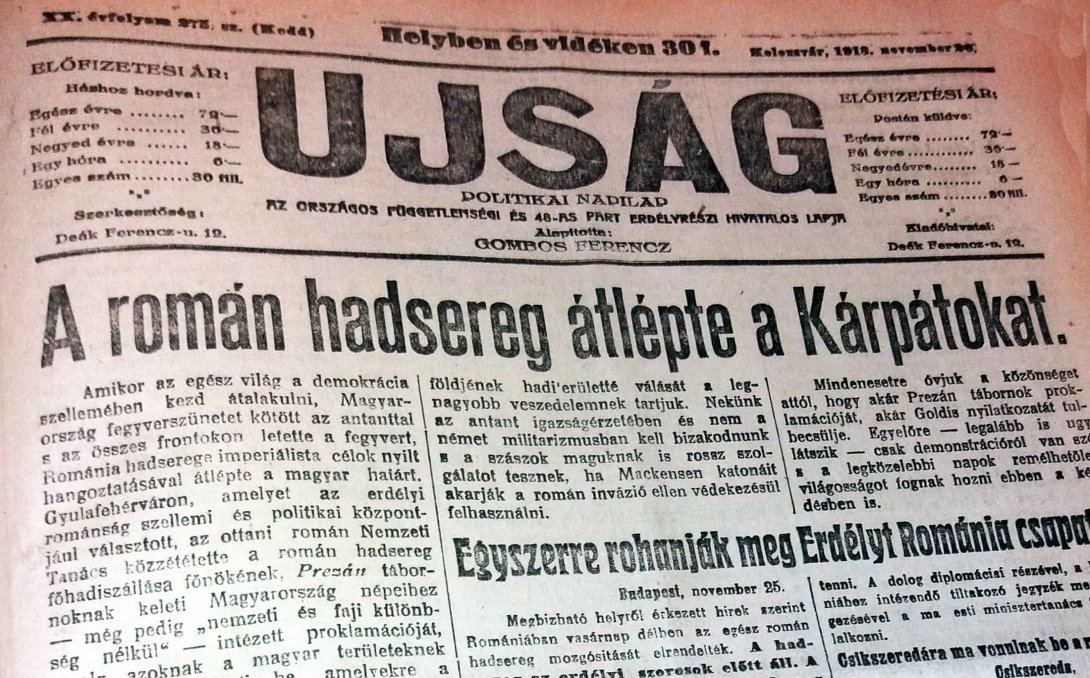 XX. évfolyam 275. sz. (Kedd)
Helyben és vidéken 30 f.
Kolozsvár, 1918. november 26.
ELŐFIZETÉSI ÁR:
Házhoz hordva:
Egész évre ....... 72·—
Fél évre ........ 36·—
Negyed évre ..... 18·—
Egy hóra .......... 6·—
Egyes szám ...... 30 fill.
Szerkesztőség:
Deák Ferencz-u. 12.
UJSÁG
POLITIKAI NAPILAP
AZ ORSZÁGOS FÜGGETLENSÉGI ÉS 48-AS PÁRT ERDÉLYRÉSZI HIVATALOS LAPJA
Alapitotta:
GOMBOS FERENCZ
ELŐFIZETÉSI ÁR:
Postán küldve:
Egész évre ........ 72·—
Fél évre .......... 36·—
Negyedévre....... 18·—
Egy hóra .......... 6·—
Egyes szám ...... 30 fill.
Kiadóhivatal:
Deák Ferencz-u. 12.
A román hadsereg átlépte a Kárpátokat.
Amikor az egész világ a demokrácia
szellemében kezd átalakulni, Magyar-
ország fegyverszünetet kötött az antanttal
s az összes frontokon letette a fegyvert,
Románia hadserege imperiálista célok nyilt
hangoztatásával átlépte a magyar határt.
Gyulafehérváron, amelyet az erdélyi
románság szellemi és politikai központ-
jául választott, az ottani román Nemzeti
Tanács közzététette a román hadsereg
főhadiszállása főnökének, Prezán tábor-
noknak keleti Magyarország népeihez
— még pedig „nemzeti és faji különb-
ség nélkül“ — intézett proklamációját,
azoknak a magyar területeknek
be, amelyekre a
földjének hadi'erületté válását a leg-
nagyobb veszedelemnek tartjuk. Nekünk
az antant igazságérzetében és nem a
német militarizmusban kell bizakodnunk
s a szászok maguknak is rossz szol-
gálatot tesznek, ha Mackensen katonáit
akarják a román invázió ellen védekezésül
felhasználni.
Mindenesetre óvjuk a közönséget
attól, hogy akár Prezán tábornok prok-
lamációját, akár Goldis nyilatkozatát tul-
becsülje. Egyelőre — legalább is ugy
látszik — csak demonstrációról van
s a legközelebbi napok remélhetőle
világosságot fognak hozni ebben a
désben is.
Egyszerre rohanják meg Erdélyt Románia csapa
Budapest, november 25.
Megbizható helyről érkezett hirek szerint
Romániában vasárnap délben az egész román
hadsereg mozgósitását elrendelték. A had-
az erdélyi szorosok előtt áll. A
tenni. A dolog diplomáciai részével, a
niához intézendő tiltakozó jegyzék
gezésével a ma esti minisztertanács
lalkozni.
Csikszeredára ma vonulnak be a
Csikszereda,